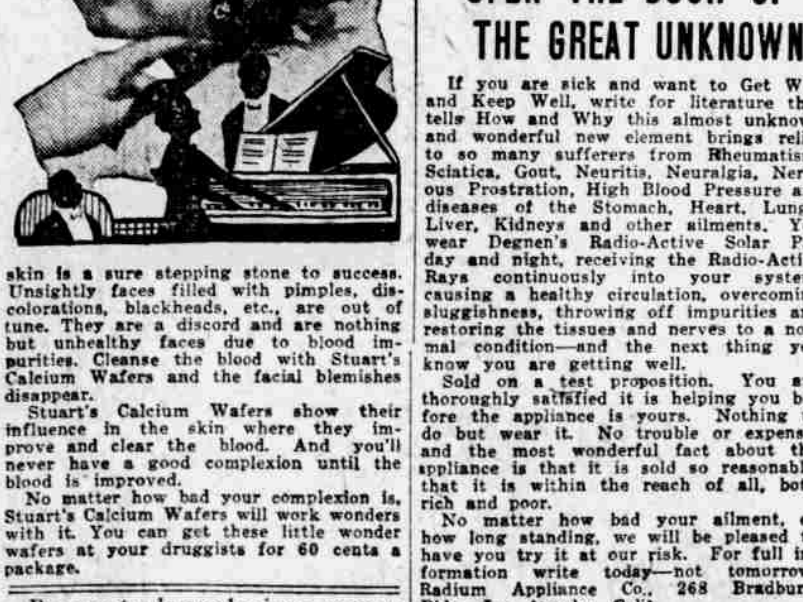 skin is a sure stepping stone to success.
Unsightly faces filled with pimples, dis-
colorations, blackheads, etc., are out of
tune. They are a discord and are nothing
but unhealthy faces due to blood im-
purities. Cleanse the blood with Stuart's
Calcium Wafers and the facial blemishes
disappear.
Stuart's Calcium Wafers show their
influence in the skin where they im-
prove and clear the blood. And you'll
never have a good complexion until the
blood is improved.
No matter how bad your complexion is,
Stuart's Calcium Wafers will work wonders
with it. You can get these little wonder
wafers at your druggists for 60 cents a
package.
THE GREAT UNKNOWN
If you are sick and want to Get
and Keep Well, write for literature
tells How and Why this almost
and wonderful new element brings
to so many sufferers from
Sciatica, Gout, Neuritis, Neuralgia,
ous Prostration, High Blood Pressure
diseases of the Stomach, Heart,
Liver, Kidneys and other ailments.
wear Degnen's Radio-Active Solar
day and night, receiving the
Rays continuously into your
causing a healthy circulation,
sluggishness, throwing off impurities
restoring the tissues and nerves to a
mal condition—and the next thing
know you are getting well.
Sold on a test proposition. You
thoroughly satisfied it is helping you
fore the appliance is yours. Nothing
do but wear it. No trouble or
and the most wonderful fact about
appliance is that it is sold so
that it is within the reach of all,
rich and poor.
No matter how bad your ailment,
how long standing, we will be pleased
have you try it at our risk. For full
formation write today—not
Radium Appliance Co., 268